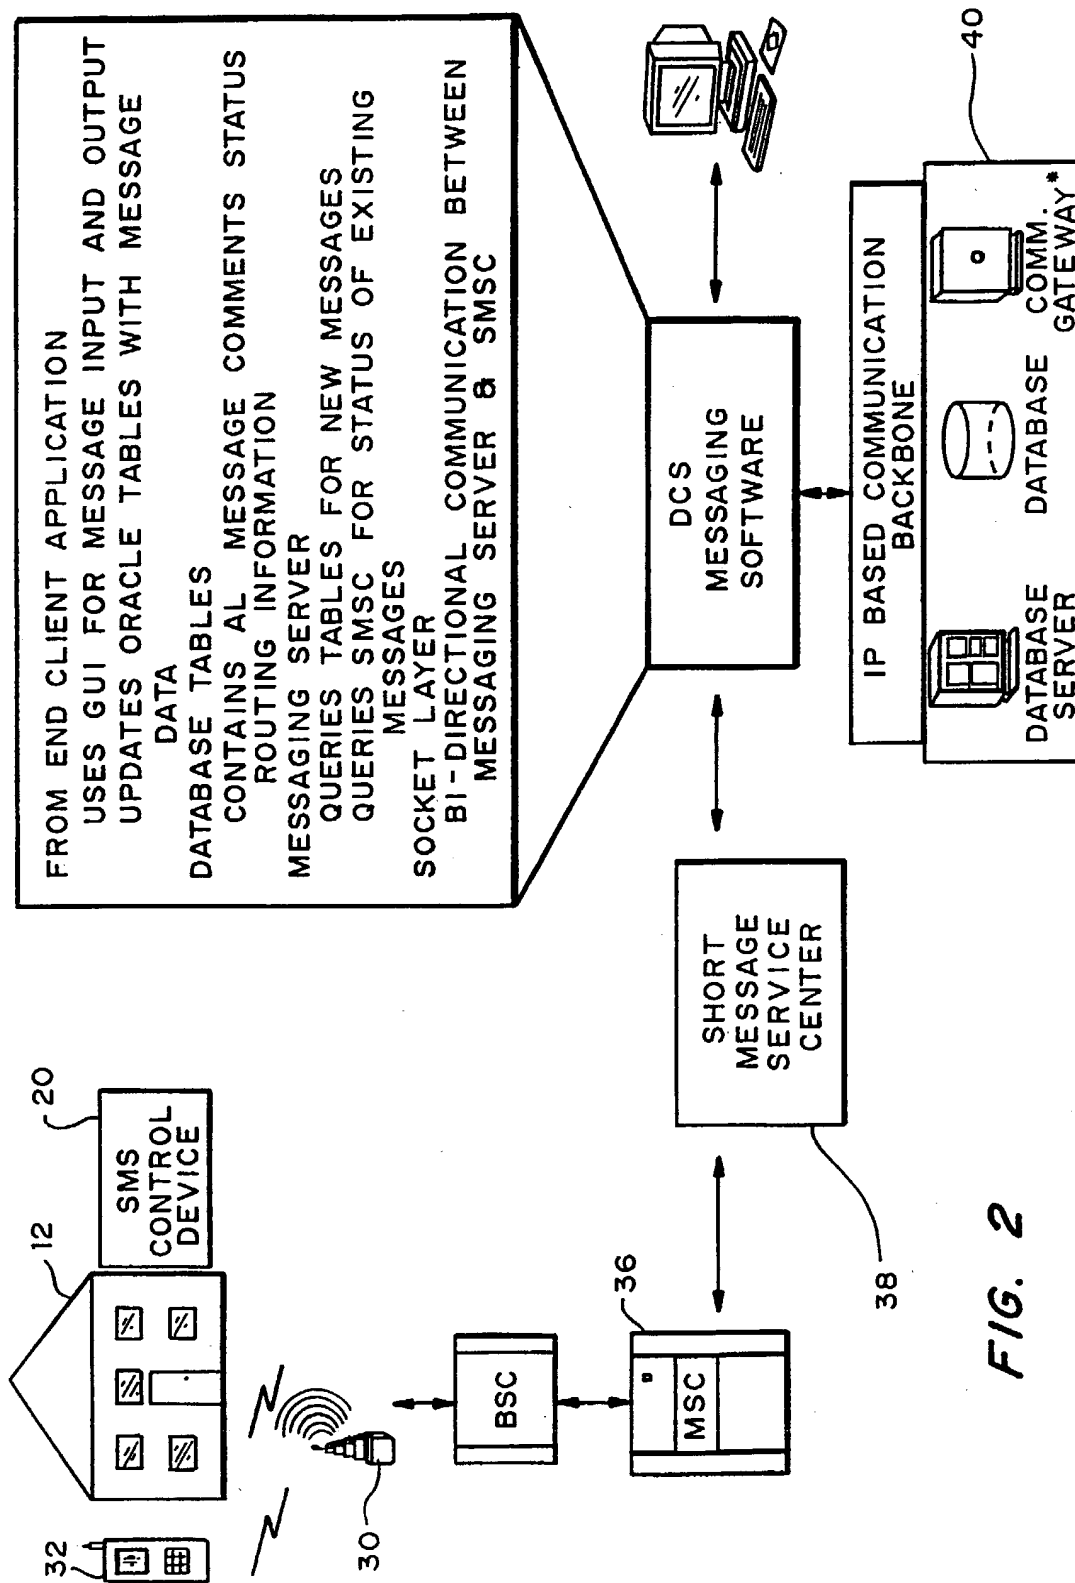 FROM END CLIENT APPLICATION
USES GUI FOR MESSAGE INPUT AND OUTPUT
UPDATES ORACLE TABLES WITH MESSAGE
DATA
DATABASE TABLES
CONTAINS AL MESSAGE COMMENTS STATUS
ROUTING INFORMATION
MESSAGING SERVER
QUERIES TABLES FOR NEW MESSAGES
QUERIES SMSC FOR STATUS OF EXISTING
MESSAGES
SOCKET LAYER
BI-DIRECTIONAL COMMUNICATION BETWEEN
MESSAGING SERVER & SMSC
32
12
20
SMS
CONTROL
DEVICE
30
BSC
36
MSC
38
SHORT
MESSAGE
SERVICE
CENTER
DCS
MESSAGING
SOFTWARE
IP BASED COMMUNICATION
BACKBONE
40
DATABASE
SERVER
DATABASE
COMM.
GATEWAY*
FIG. 2